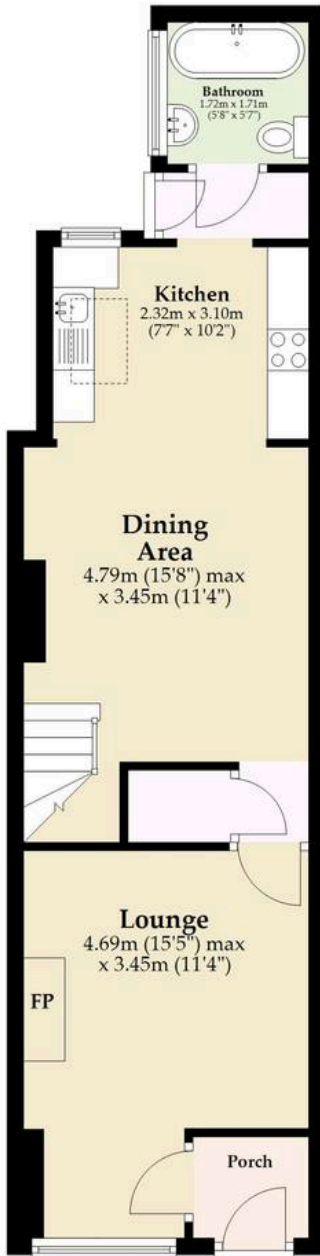 Bathroom
1.72m x 1.71m
(5'8" x 5'7")
Kitchen
2.32m x 3.10m
(7'7" x 10'2")
Dining
Area
4.79m (15'8") max
x 3.45m (11'4")
Lounge
4.69m (15'5") max
x 3.45m (11'4")
FP
Porch